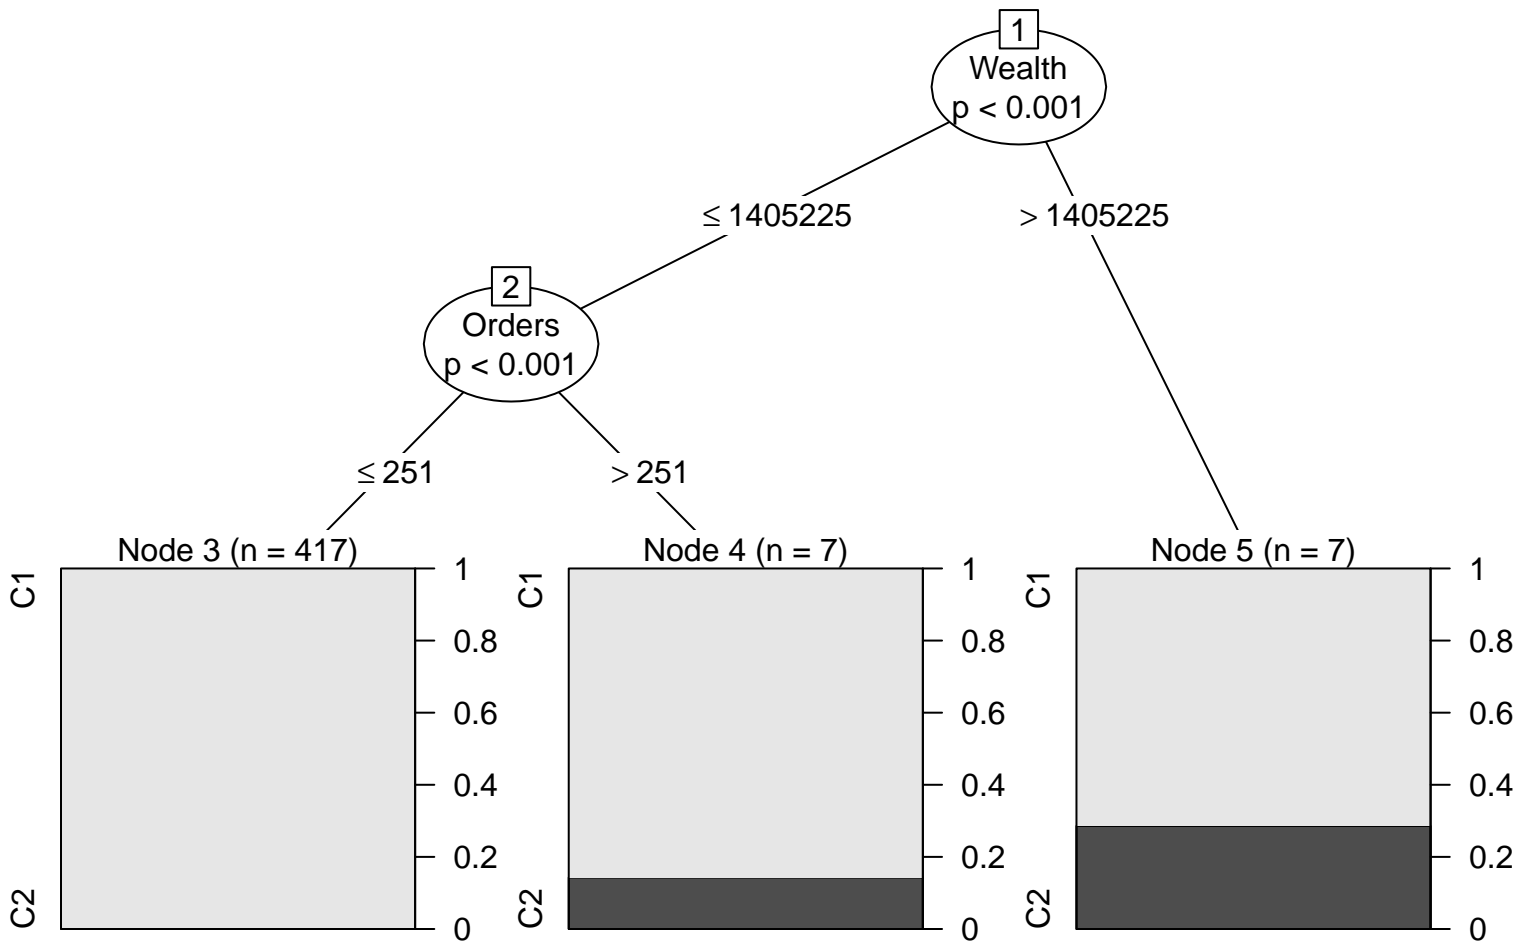 1
Wealth
p < 0.001
≤ 1405225
> 1405225
2
Orders
p < 0.001
≤ 251
> 251
Node 3 (n = 417)
C1
C2
1
0.8
0.6
0.4
0.2
0
Node 4 (n = 7)
C1
C2
1
0.8
0.6
0.4
0.2
0
Node 5 (n = 7)
C1
C2
1
0.8
0.6
0.4
0.2
0